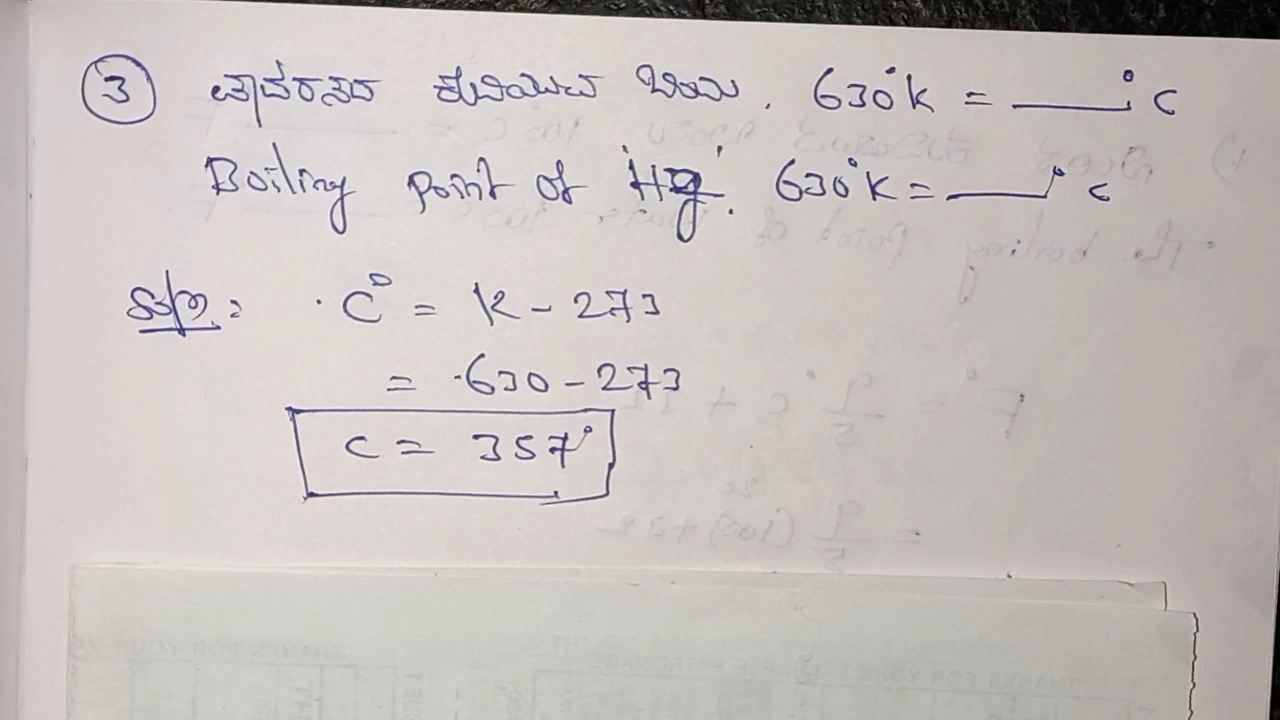 ③ ಪಾದರಸದ ಕುದಿಯುವ ಬಿಂದು. 630°k = ____°c
Boiling point of 'Hg'. 630°k = ____°c
ಸೂತ್ರ: C° = K - 273
= 630 - 273
C = 357°